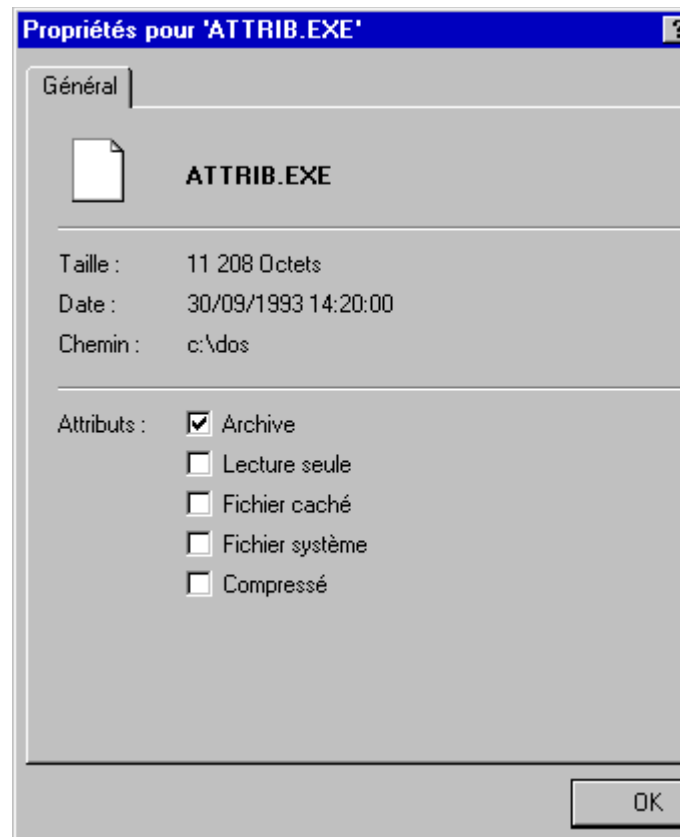 Propriétés pour 'ATTRIB.EXE' ?
Général
ATTRIB.EXE
Taille : 11 208 Octets
Date : 30/09/1993 14:20:00
Chemin : c:\dos
Attributs : Archive
Lecture seule
Fichier caché
Fichier système
Compressé
OK